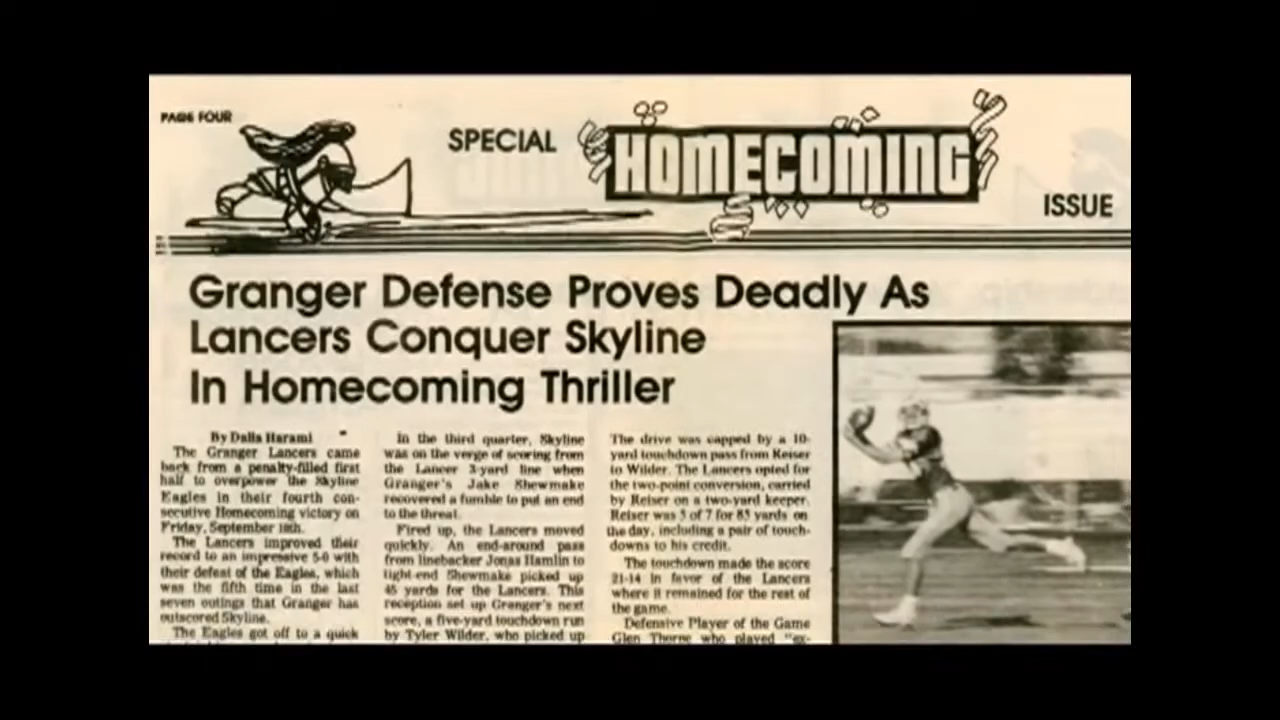 PAGE FOUR
SPECIAL
HOMECOMING
ISSUE
Granger Defense Proves Deadly As
Lancers Conquer Skyline
In Homecoming Thriller
By Dalla Harami
The Granger Lancers came
back from a penalty-filled first
half to overpower the Skyline
Eagles in their fourth con-
secutive Homecoming victory on
Friday, September 18th.
The Lancers improved their
record to an impressive 5-0 with
their defeat of the Eagles, which
was the fifth time in the last
seven outings that Granger has
outscored Skyline.
The Eagles got off to a quick
In the third quarter, Skyline
was on the verge of scoring from
the Lancer 3-yard line when
Granger's Jake Shewmake
recovered a fumble to put an end
to the threat.
Fired up, the Lancers moved
quickly. An end-around pass
from linebacker Jonas Hamlin to
tight-end Shewmake picked up
45 yards for the Lancers. This
reception set up Granger's next
score, a five-yard touchdown run
by Tyler Wilder, who picked up
The drive was capped by a 10-
yard touchdown pass from Reiser
to Wilder. The Lancers opted for
the two-point conversion, carried
by Reiser on a two-yard keeper.
Reiser was 5 of 7 for 85 yards on
the day, including a pair of touch-
downs to his credit.
The touchdown made the score
21-14 in favor of the Lancers
where it remained for the rest of
the game.
Defensive Player of the Game
Glen Thorne who played "ex-